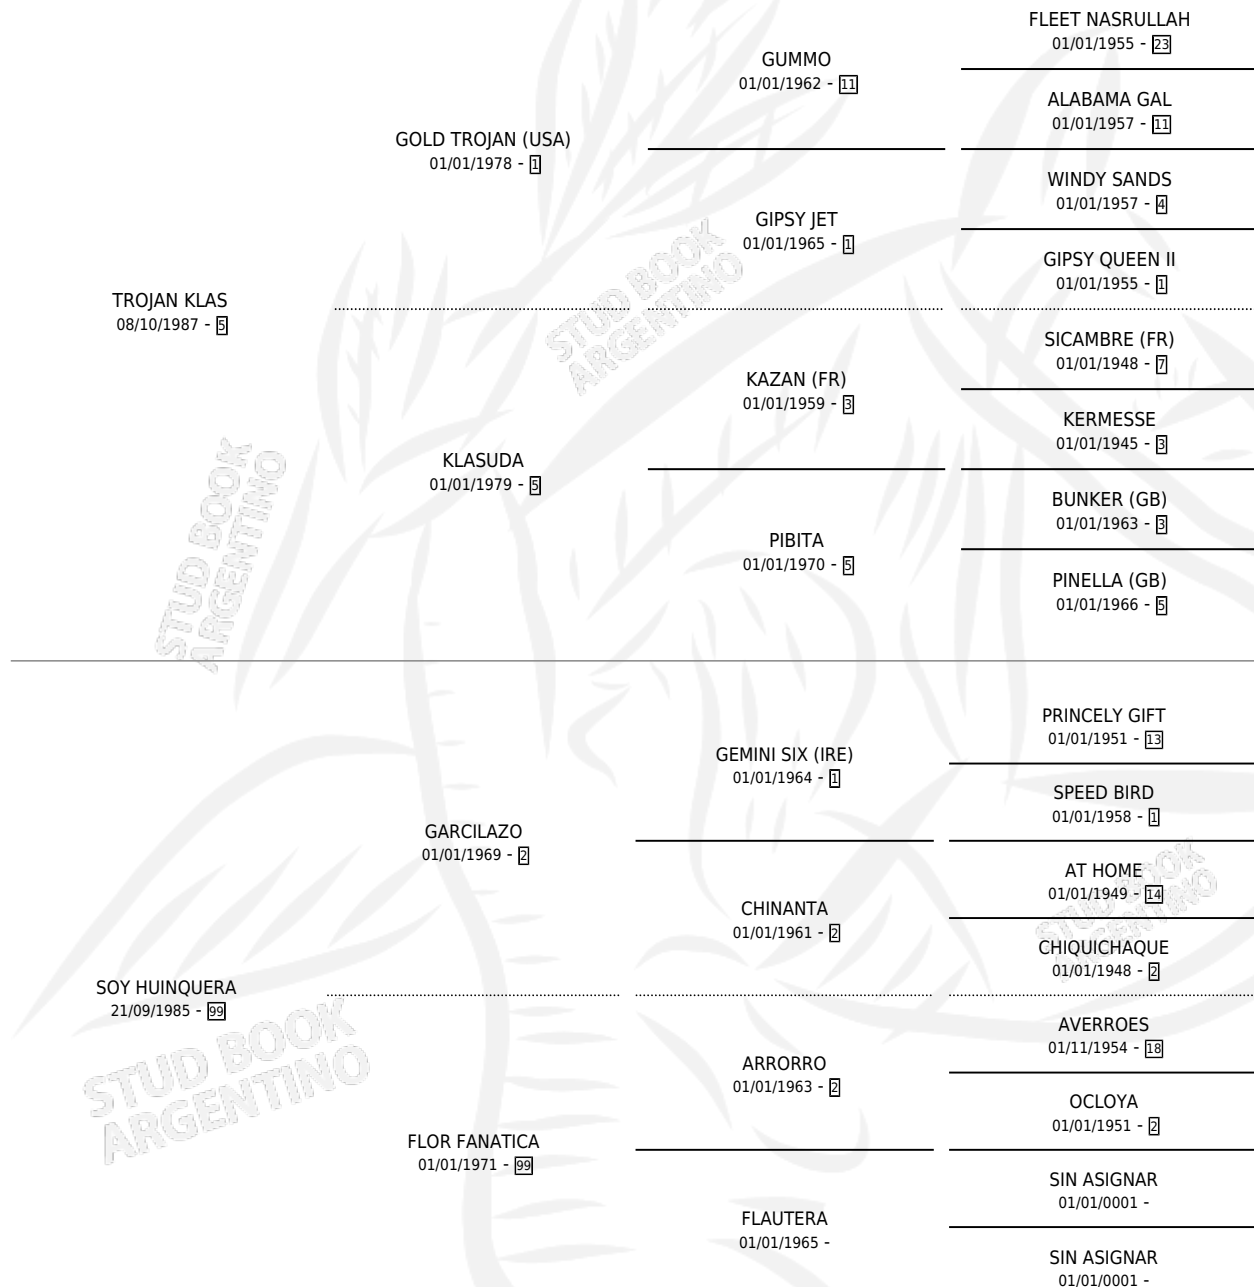 FLEET NASRULLAH
01/01/1955 - 23
GUMMO
01/01/1962 - 11
ALABAMA GAL
01/01/1957 - 11
GOLD TROJAN (USA)
01/01/1978 - 1
WINDY SANDS
01/01/1957 - 4
GIPSY JET
01/01/1965 - 1
GIPSY QUEEN II
01/01/1955 - 1
TROJAN KLAS
08/10/1987 - 5
SICAMBRE (FR)
01/01/1948 - 7
KAZAN (FR)
01/01/1959 - 3
KERMESSE
01/01/1945 - 3
KLASUDA
01/01/1979 - 5
BUNKER (GB)
01/01/1963 - 3
PIBITA
01/01/1970 - 5
PINELLA (GB)
01/01/1966 - 5
PRINCELY GIFT
01/01/1951 - 13
GEMINI SIX (IRE)
01/01/1964 - 1
SPEED BIRD
01/01/1958 - 1
GARCILAZO
01/01/1969 - 2
AT HOME
01/01/1949 - 14
CHINANTA
01/01/1961 - 2
CHIQUICHAQUE
01/01/1948 - 2
SOY HUINQUERA
21/09/1985 - 99
AVERROES
01/11/1954 - 18
ARRORRO
01/01/1963 - 2
OCLOYA
01/01/1951 - 2
FLOR FANATICA
01/01/1971 - 99
SIN ASIGNAR
01/01/0001 -
FLAUTERA
01/01/1965 -
SIN ASIGNAR
01/01/0001 -
STUD BOOK
ARGENTINO
STUD BOOK
ARGENTINO
STUD BOOK
ARGENTINO
STUD BOOK
ARGENTINO